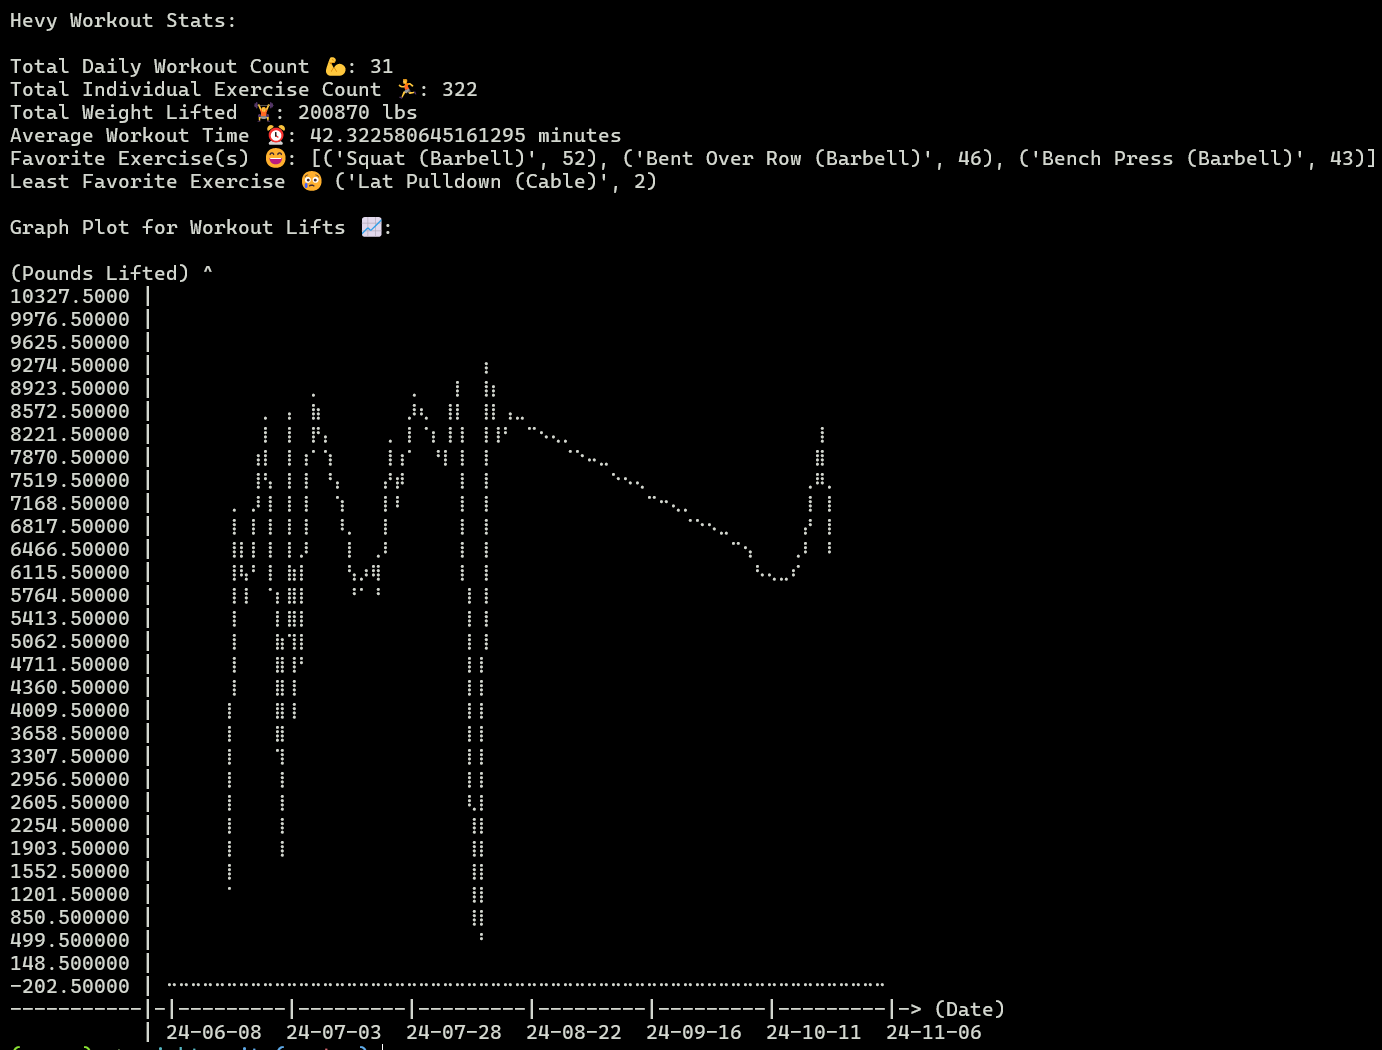 Hevy Workout Stats:
Total Daily Workout Count 💪: 31
Total Individual Exercise Count 🏃: 322
Total Weight Lifted 🏋: 200870 lbs
Average Workout Time ⏰: 42.322580645161295 minutes
Favorite Exercise(s) 😄: [('Squat (Barbell)', 52), ('Bent Over Row (Barbell)', 46), ('Bench Press (Barbell)', 43)]
Least Favorite Exercise 😢 ('Lat Pulldown (Cable)', 2)
Graph Plot for Workout Lifts 📈:
(Pounds Lifted) ^
10327.5000 |
9976.50000 |
9625.50000 |
9274.50000 |
8923.50000 |
8572.50000 |
8221.50000 |
7870.50000 |
7519.50000 |
7168.50000 |
6817.50000 |
6466.50000 |
6115.50000 |
5764.50000 |
5413.50000 |
5062.50000 |
4711.50000 |
4360.50000 |
4009.50000 |
3658.50000 |
3307.50000 |
2956.50000 |
2605.50000 |
2254.50000 |
1903.50000 |
1552.50000 |
1201.50000 |
850.500000 |
499.500000 |
148.500000 |
-202.50000 |
-----------|-|---------|---------|---------|---------|---------|---------|-> (Date)
| 24-06-08 24-07-03 24-07-28 24-08-22 24-09-16 24-10-11 24-11-06